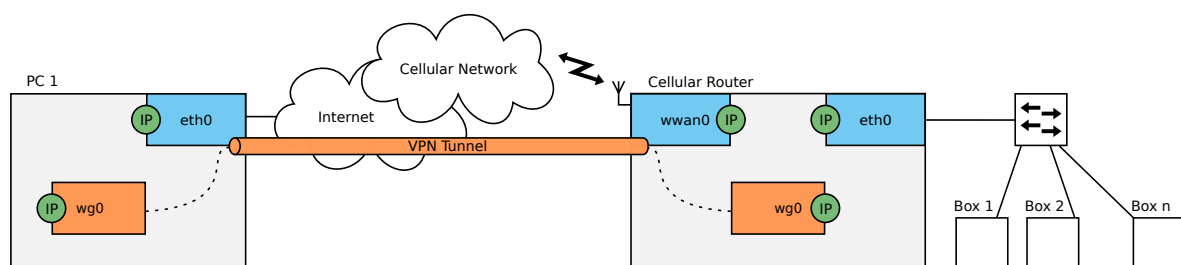 PC 1
IP
eth0
IP
wg0
Internet
Cellular Network
VPN Tunnel
Cellular Router
wwan0
IP
IP
eth0
wg0
IP
Box 1
Box 2
Box n